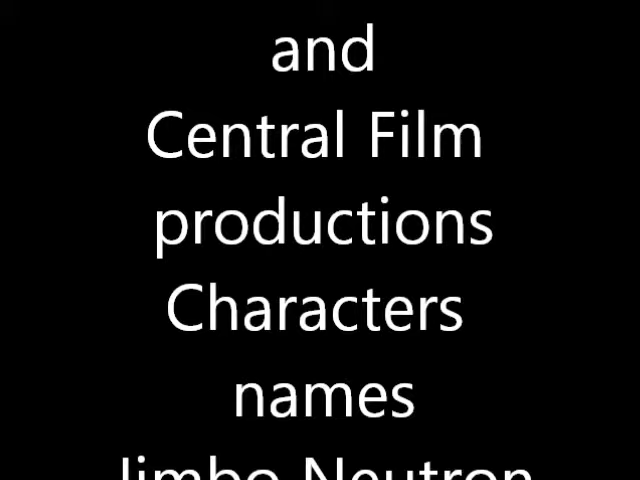 and
Central Film
productions
Characters
names
Jimbo Neutron